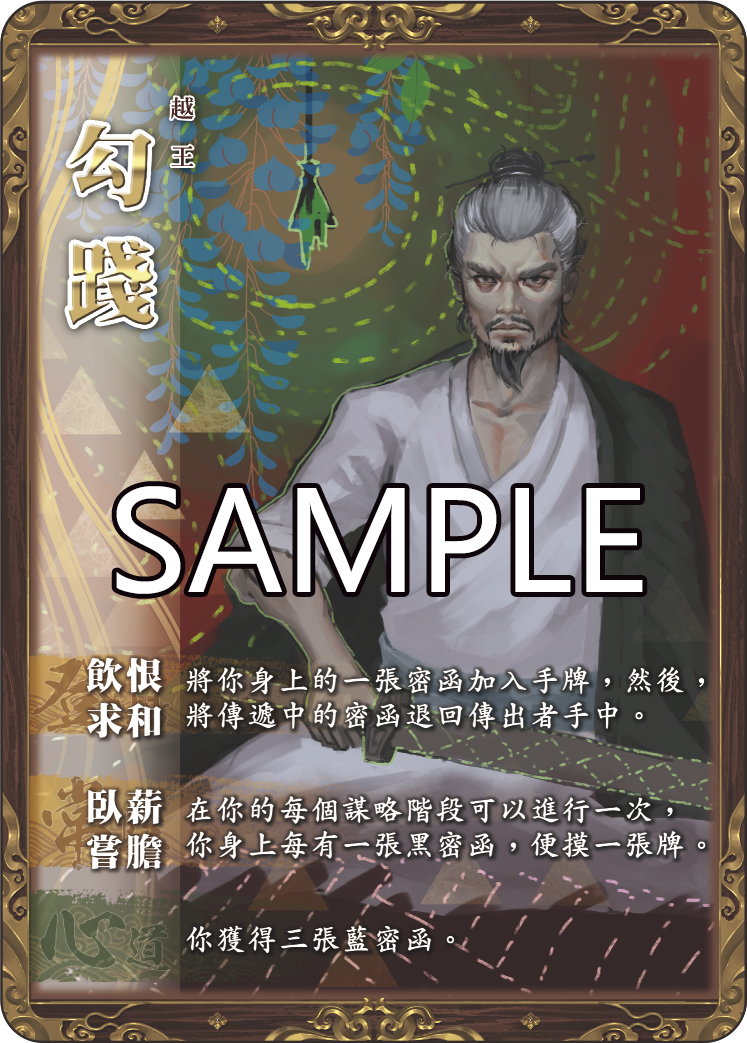 越王
勾踐
SAMPLE
飲恨
求和
將你身上的一張密函加入手牌，然後，
將傳遞中的密函退回傳出者手中。
臥薪
嘗膽
在你的每個謀略階段可以進行一次，
你身上每有一張黑密函，便摸一張牌。
心道
你獲得三張藍密函。